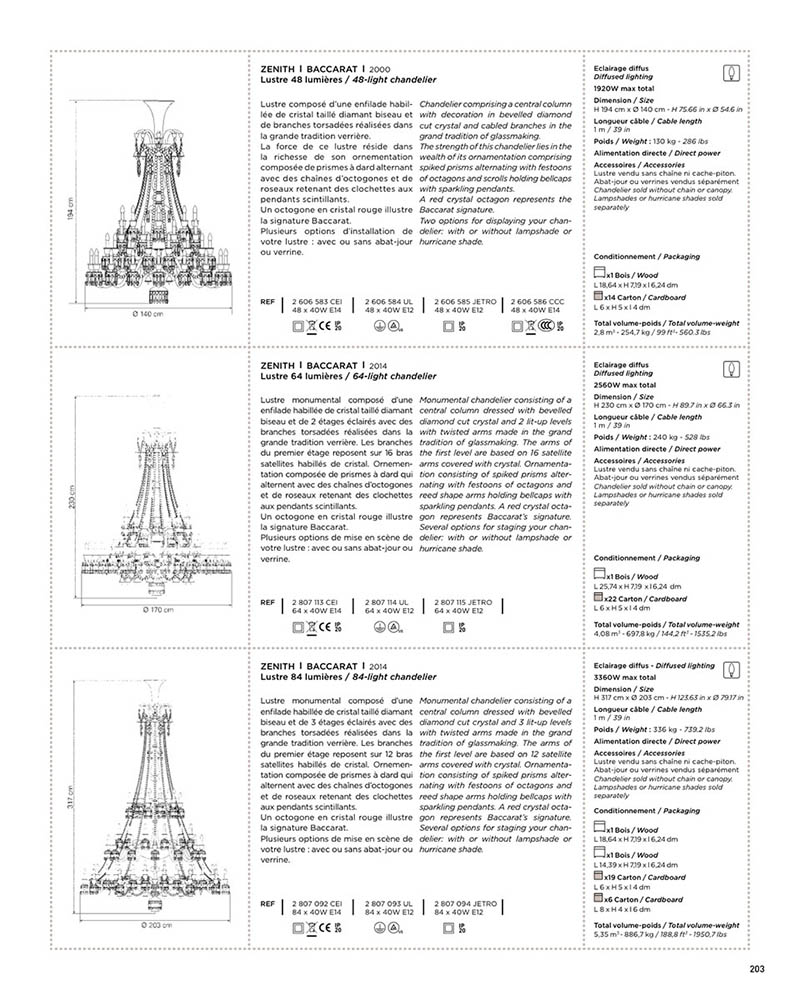 ZENITH I BACCARAT I 2000
Lustre 48 lumières / 48-light chandelier
Lustre composé d'une enfilade habil-
lée de cristal taillé diamant biseau et
de branches torsadées réalisées dans
la grande tradition verrière.
La force de ce lustre réside dans
la richesse de son ornementation
composée de prismes à dard alternant
avec des chaînes d'octogones et de
roseaux retenant des clochettes aux
pendants scintillants.
Un octogone en cristal rouge illustre
la signature Baccarat.
Plusieurs options d'installation de
votre lustre : avec ou sans abat-jour
ou verrine.
Chandelier comprising a central column
with decoration in bevelled diamond
cut crystal and cabled branches in the
grand tradition of glassmaking.
The strength of this chandelier lies in the
wealth of its ornamentation comprising
spiked prisms alternating with festoons
of octagons and scrolls holding bellcaps
with sparkling pendants.
A red crystal octagon represents the
Baccarat signature.
Two options for displaying your chan-
delier: with or without lampshade or
hurricane shade.
REF
2 606 583 CEI
48 x 40W E14
2 606 584 UL
48 x 40W E12
2 606 585 JETRO
48 x 40W E12
2 606 586 CCC
48 x 40W E14
Eclairage diffus
Diffused lighting
1920W max total
Dimension / Size
H 194 cm x Ø 140 cm - H 75.66 in x Ø 54.6 in
Longueur câble / Cable length
1 m / 39 in
Poids / Weight : 130 kg - 286 lbs
Alimentation directe / Direct power
Accessoires / Accessories
Lustre vendu sans chaîne ni cache-piton.
Abat-jour ou verrines vendus séparément
Chandelier sold without chain or canopy.
Lampshades or hurricane shades sold
separately
Conditionnement / Packaging
x1 Bois / Wood
L 18,64 x H 7,19 x l 6,24 dm
x14 Carton / Cardboard
L 6 x H 5 x l 4 dm
Total volume-poids / Total volume-weight
2,8 m³ - 254,7 kg / 99 ft³- 560.3 lbs
194 cm
Ø 140 cm
ZENITH I BACCARAT I 2014
Lustre 64 lumières / 64-light chandelier
Lustre monumental composé d'une
enfilade habillée de cristal taillé diamant
biseau et de 2 étages éclairés avec des
branches torsadées réalisées dans la
grande tradition verrière. Les branches
du premier étage reposent sur 16 bras
satellites habillés de cristal. Ornemen-
tation composée de prismes à dard qui
alternent avec des chaînes d'octogones
et de roseaux retenant des clochettes
aux pendants scintillants.
Un octogone en cristal rouge illustre
la signature Baccarat.
Plusieurs options de mise en scène de
votre lustre : avec ou sans abat-jour ou
verrine.
Monumental chandelier consisting of a
central column dressed with bevelled
diamond cut crystal and 2 lit-up levels
with twisted arms made in the grand
tradition of glassmaking. The arms of
the first level are based on 16 satellite
arms covered with crystal. Ornamenta-
tion consisting of spiked prisms alter-
nating with festoons of octagons and
reed shape arms holding bellcaps with
sparkling pendants. A red crystal octa-
gon represents Baccarat's signature.
Several options for staging your chan-
delier: with or without lampshade or
hurricane shade.
REF
2 807 113 CEI
64 x 40W E14
2 807 114 UL
64 x 40W E12
2 807 115 JETRO
64 x 40W E12
Eclairage diffus
Diffused lighting
2560W max total
Dimension / Size
H 230 cm x Ø 170 cm - H 89.7 in x Ø 66.3 in
Longueur câble / Cable length
1 m / 39 in
Poids / Weight : 240 kg - 528 lbs
Alimentation directe / Direct power
Accessoires / Accessories
Lustre vendu sans chaîne ni cache-piton.
Abat-jour ou verrines vendus séparément
Chandelier sold without chain or canopy.
Lampshades or hurricane shades sold
separately
Conditionnement / Packaging
x1 Bois / Wood
L 25,74 x H 7,19 x l 6,24 dm
x22 Carton / Cardboard
L 6 x H 5 x l 4 dm
Total volume-poids / Total volume-weight
4,08 m³ - 697,8 kg / 144,2 ft³ - 1535,2 lbs
230 cm
Ø 170 cm
ZENITH I BACCARAT I 2014
Lustre 84 lumières / 84-light chandelier
Lustre monumental composé d'une
enfilade habillée de cristal taillé diamant
biseau et de 3 étages éclairés avec des
branches torsadées réalisées dans la
grande tradition verrière. Les branches
du premier étage reposent sur 12 bras
satellites habillés de cristal. Ornemen-
tation composée de prismes à dard qui
alternent avec des chaînes d'octogones
et de roseaux retenant des clochettes
aux pendants scintillants.
Un octogone en cristal rouge illustre
la signature Baccarat.
Plusieurs options de mise en scène de
votre lustre : avec ou sans abat-jour ou
verrine.
Monumental chandelier consisting of a
central column dressed with bevelled
diamond cut crystal and 3 lit-up levels
with twisted arms made in the grand
tradition of glassmaking. The arms of
the first level are based on 12 satellite
arms covered with crystal. Ornamenta-
tion consisting of spiked prisms alter-
nating with festoons of octagons and
reed shape arms holding bellcaps with
sparkling pendants. A red crystal octa-
gon represents Baccarat's signature.
Several options for staging your chan-
delier: with or without lampshade or
hurricane shade.
REF
2 807 092 CEI
84 x 40W E14
2 807 093 UL
84 x 40W E12
2 807 094 JETRO
84 x 40W E12
Eclairage diffus - Diffused lighting
3360W max total
Dimension / Size
H 317 cm x Ø 203 cm - H 123.63 in x Ø 79.17 in
Longueur câble / Cable length
1 m / 39 in
Poids / Weight : 336 kg - 739.2 lbs
Alimentation directe / Direct power
Accessoires / Accessories
Lustre vendu sans chaîne ni cache-piton.
Abat-jour ou verrines vendus séparément
Chandelier sold without chain or canopy.
Lampshades or hurricane shades sold
separately
Conditionnement / Packaging
x1 Bois / Wood
L 18,64 x H 7,19 x l 6,24 dm
x1 Bois / Wood
L 14,39 x H 7,19 x l 6,24 dm
x19 Carton / Cardboard
L 6 x H 5 x l 4 dm
x6 Carton / Cardboard
L 8 x H 4 x l 6 dm
Total volume-poids / Total volume-weight
5,35 m³ - 886,7 kg / 188,8 ft³ - 1950,7 lbs
317 cm
Ø 203 cm
203